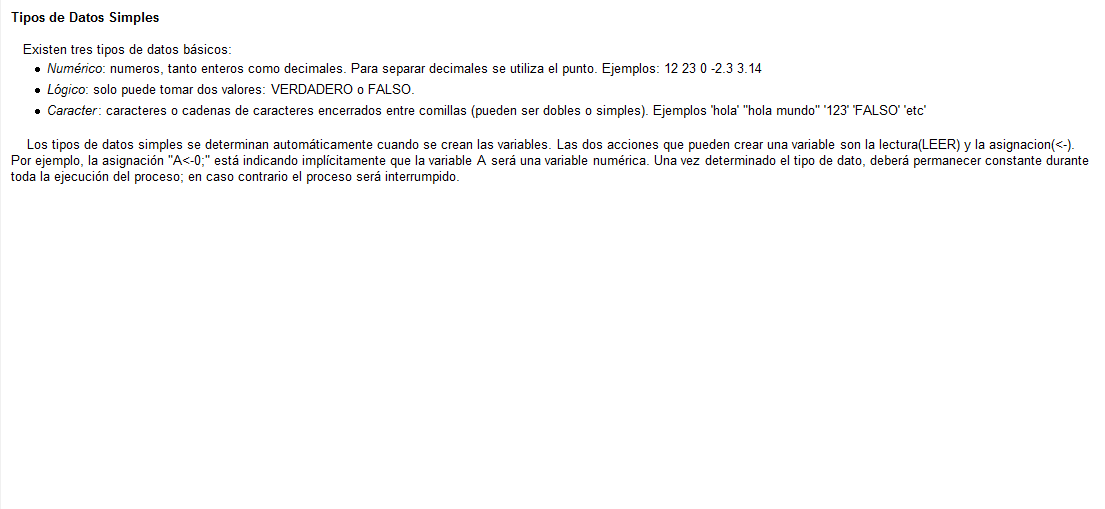 Tipos de Datos Simples
Existen tres tipos de datos básicos:
• Numérico: numeros, tanto enteros como decimales. Para separar decimales se utiliza el punto. Ejemplos: 12 23 0 -2.3 3.14
• Lógico: solo puede tomar dos valores: VERDADERO o FALSO.
• Caracter: caracteres o cadenas de caracteres encerrados entre comillas (pueden ser dobles o simples). Ejemplos 'hola' "hola mundo" '123' 'FALSO' 'etc'
Los tipos de datos simples se determinan automáticamente cuando se crean las variables. Las dos acciones que pueden crear una variable son la lectura(LEER) y la asignacion(<-).
Por ejemplo, la asignación "A<-0;" está indicando implícitamente que la variable A será una variable numérica. Una vez determinado el tipo de dato, deberá permanecer constante durante
toda la ejecución del proceso; en caso contrario el proceso será interrumpido.